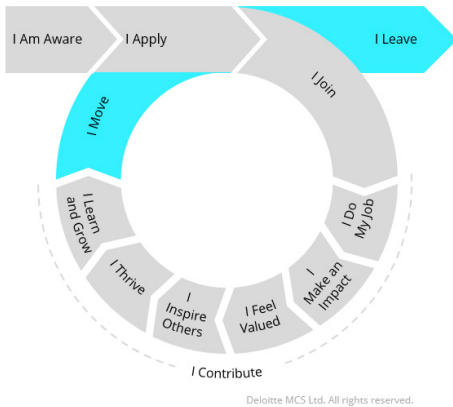 I Am Aware
I Apply
I Leave
I Join
I Move
I Do
My Job
I
Make an
Impact
I Feel
Valued
I
Inspire
Others
I Thrive
I Learn
and Grow
I Contribute
Deloitte MCS Ltd. All rights reserved.